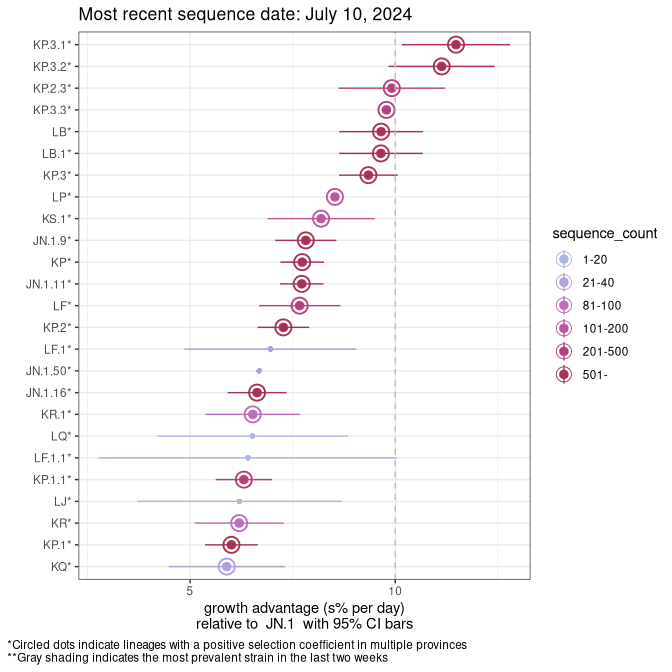 Most recent sequence date: July 10, 2024
KP.3.1*
KP.3.2*
KP.2.3*
KP.3.3*
LB*
LB.1*
KP.3*
LP*
KS.1*
JN.1.9*
KP*
JN.1.11*
LF*
KP.2*
LF.1*
JN.1.50*
JN.1.16*
KR.1*
LQ*
LF.1.1*
KP.1.1*
LJ*
KR*
KP.1*
KQ*
5 10
growth advantage (s% per day)
relative to JN.1 with 95% CI bars
sequence_count
1-20
21-40
81-100
101-200
201-500
501-
*Circled dots indicate lineages with a positive selection coefficient in multiple provinces
**Gray shading indicates the most prevalent strain in the last two weeks